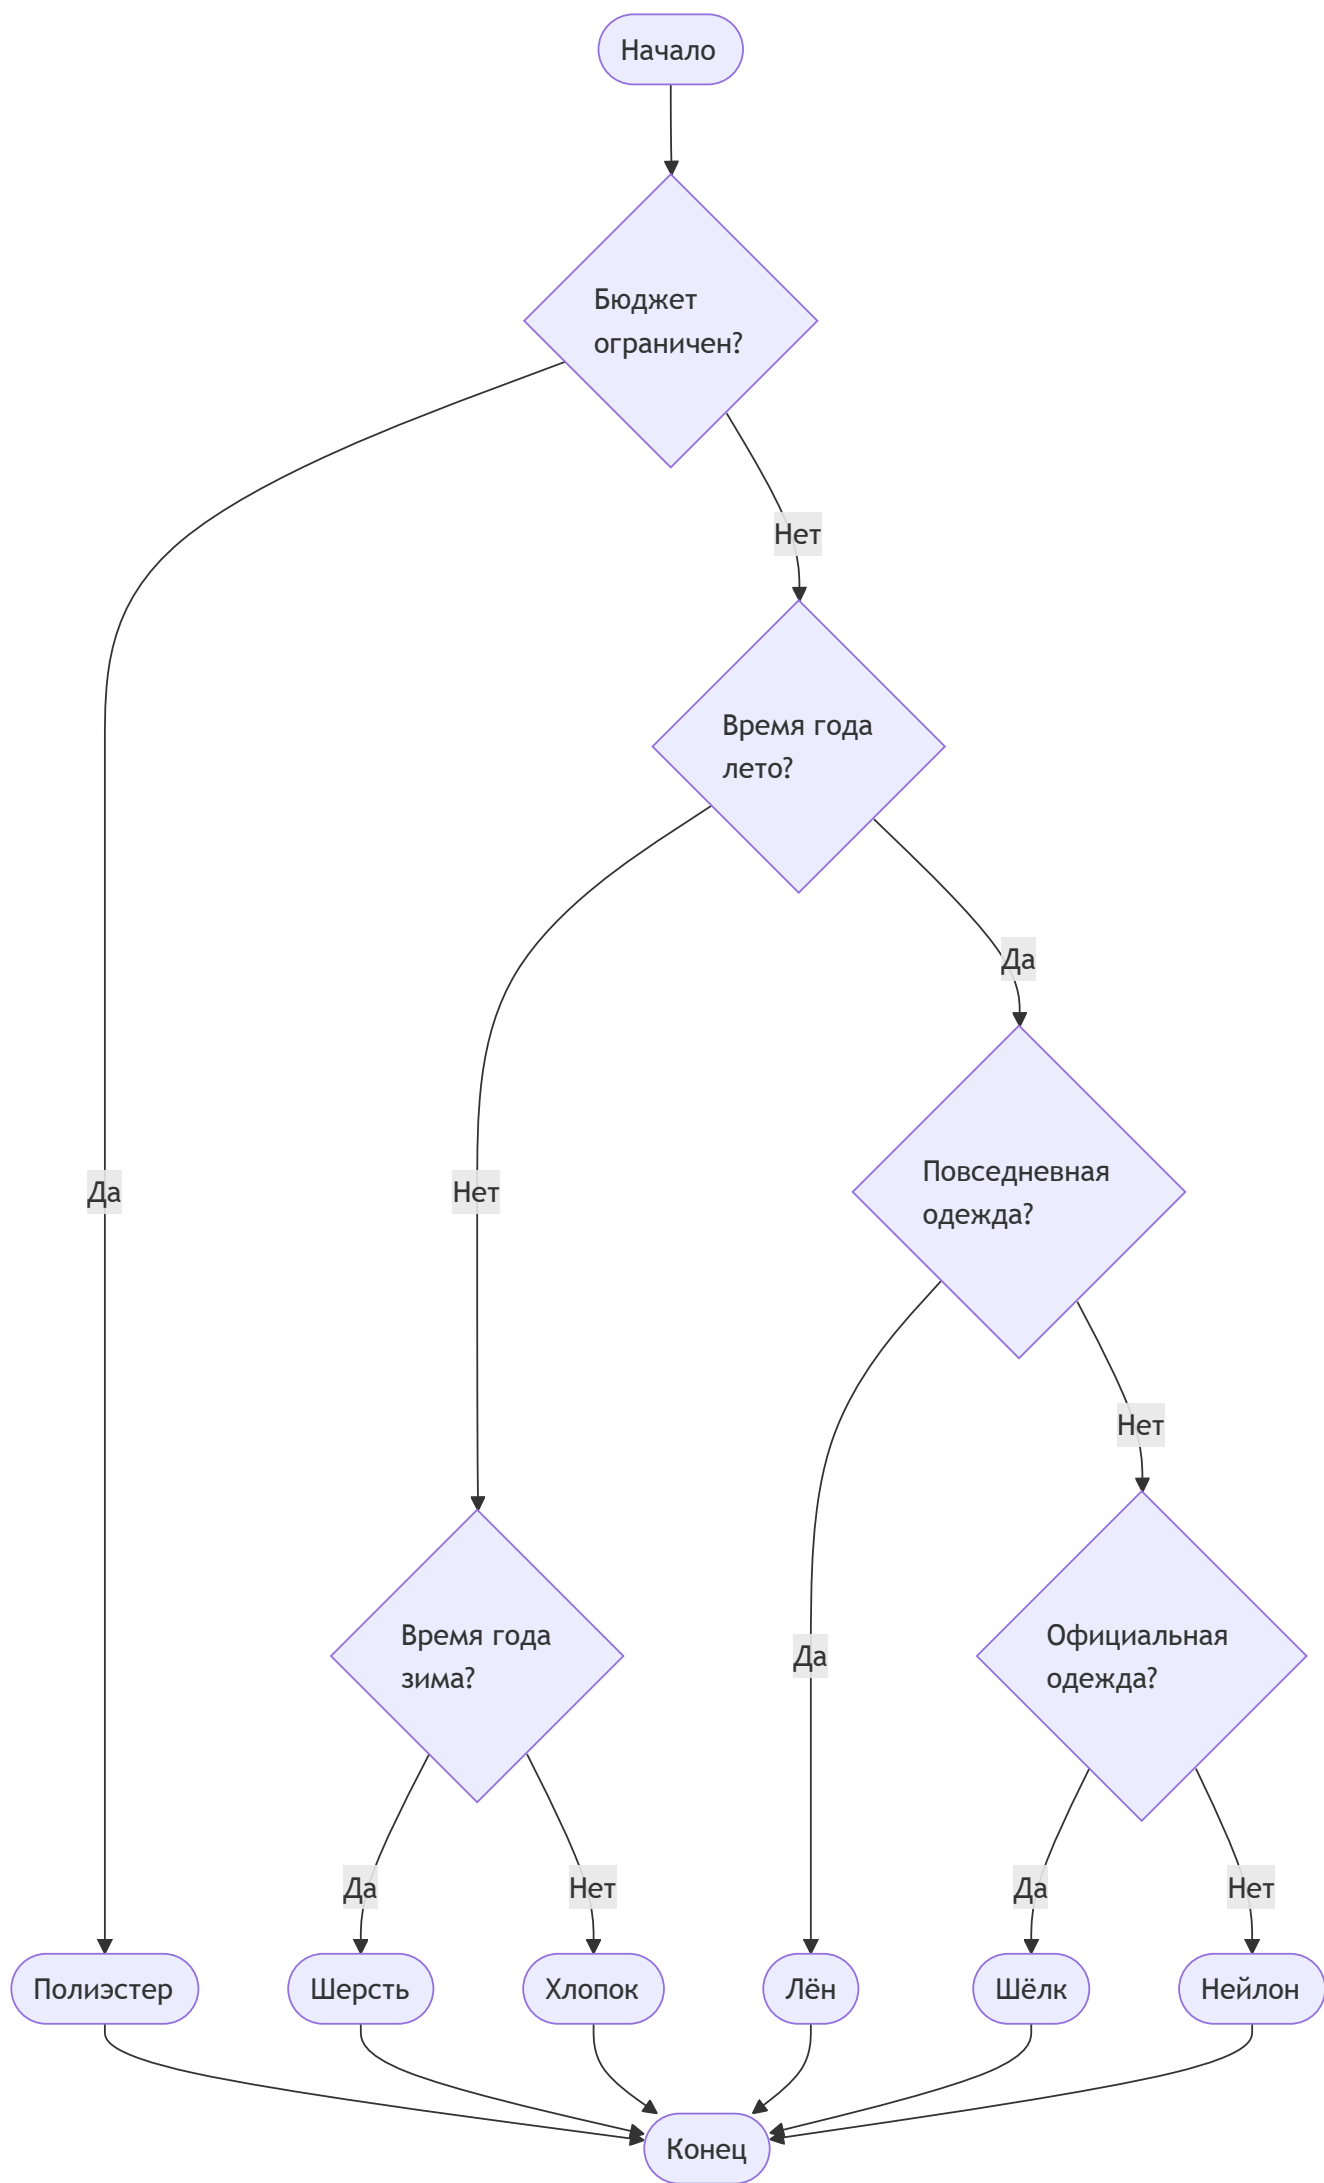 Начало
Бюджет
ограничен?
Нет
Время года
лето?
Да
Повседневная
одежда?
Да
Нет
Нет
Время года
зима?
Да
Официальная
одежда?
Да
Нет
Да
Нет
Полиэстер
Шерсть
Хлопок
Лён
Шёлк
Нейлон
Конец